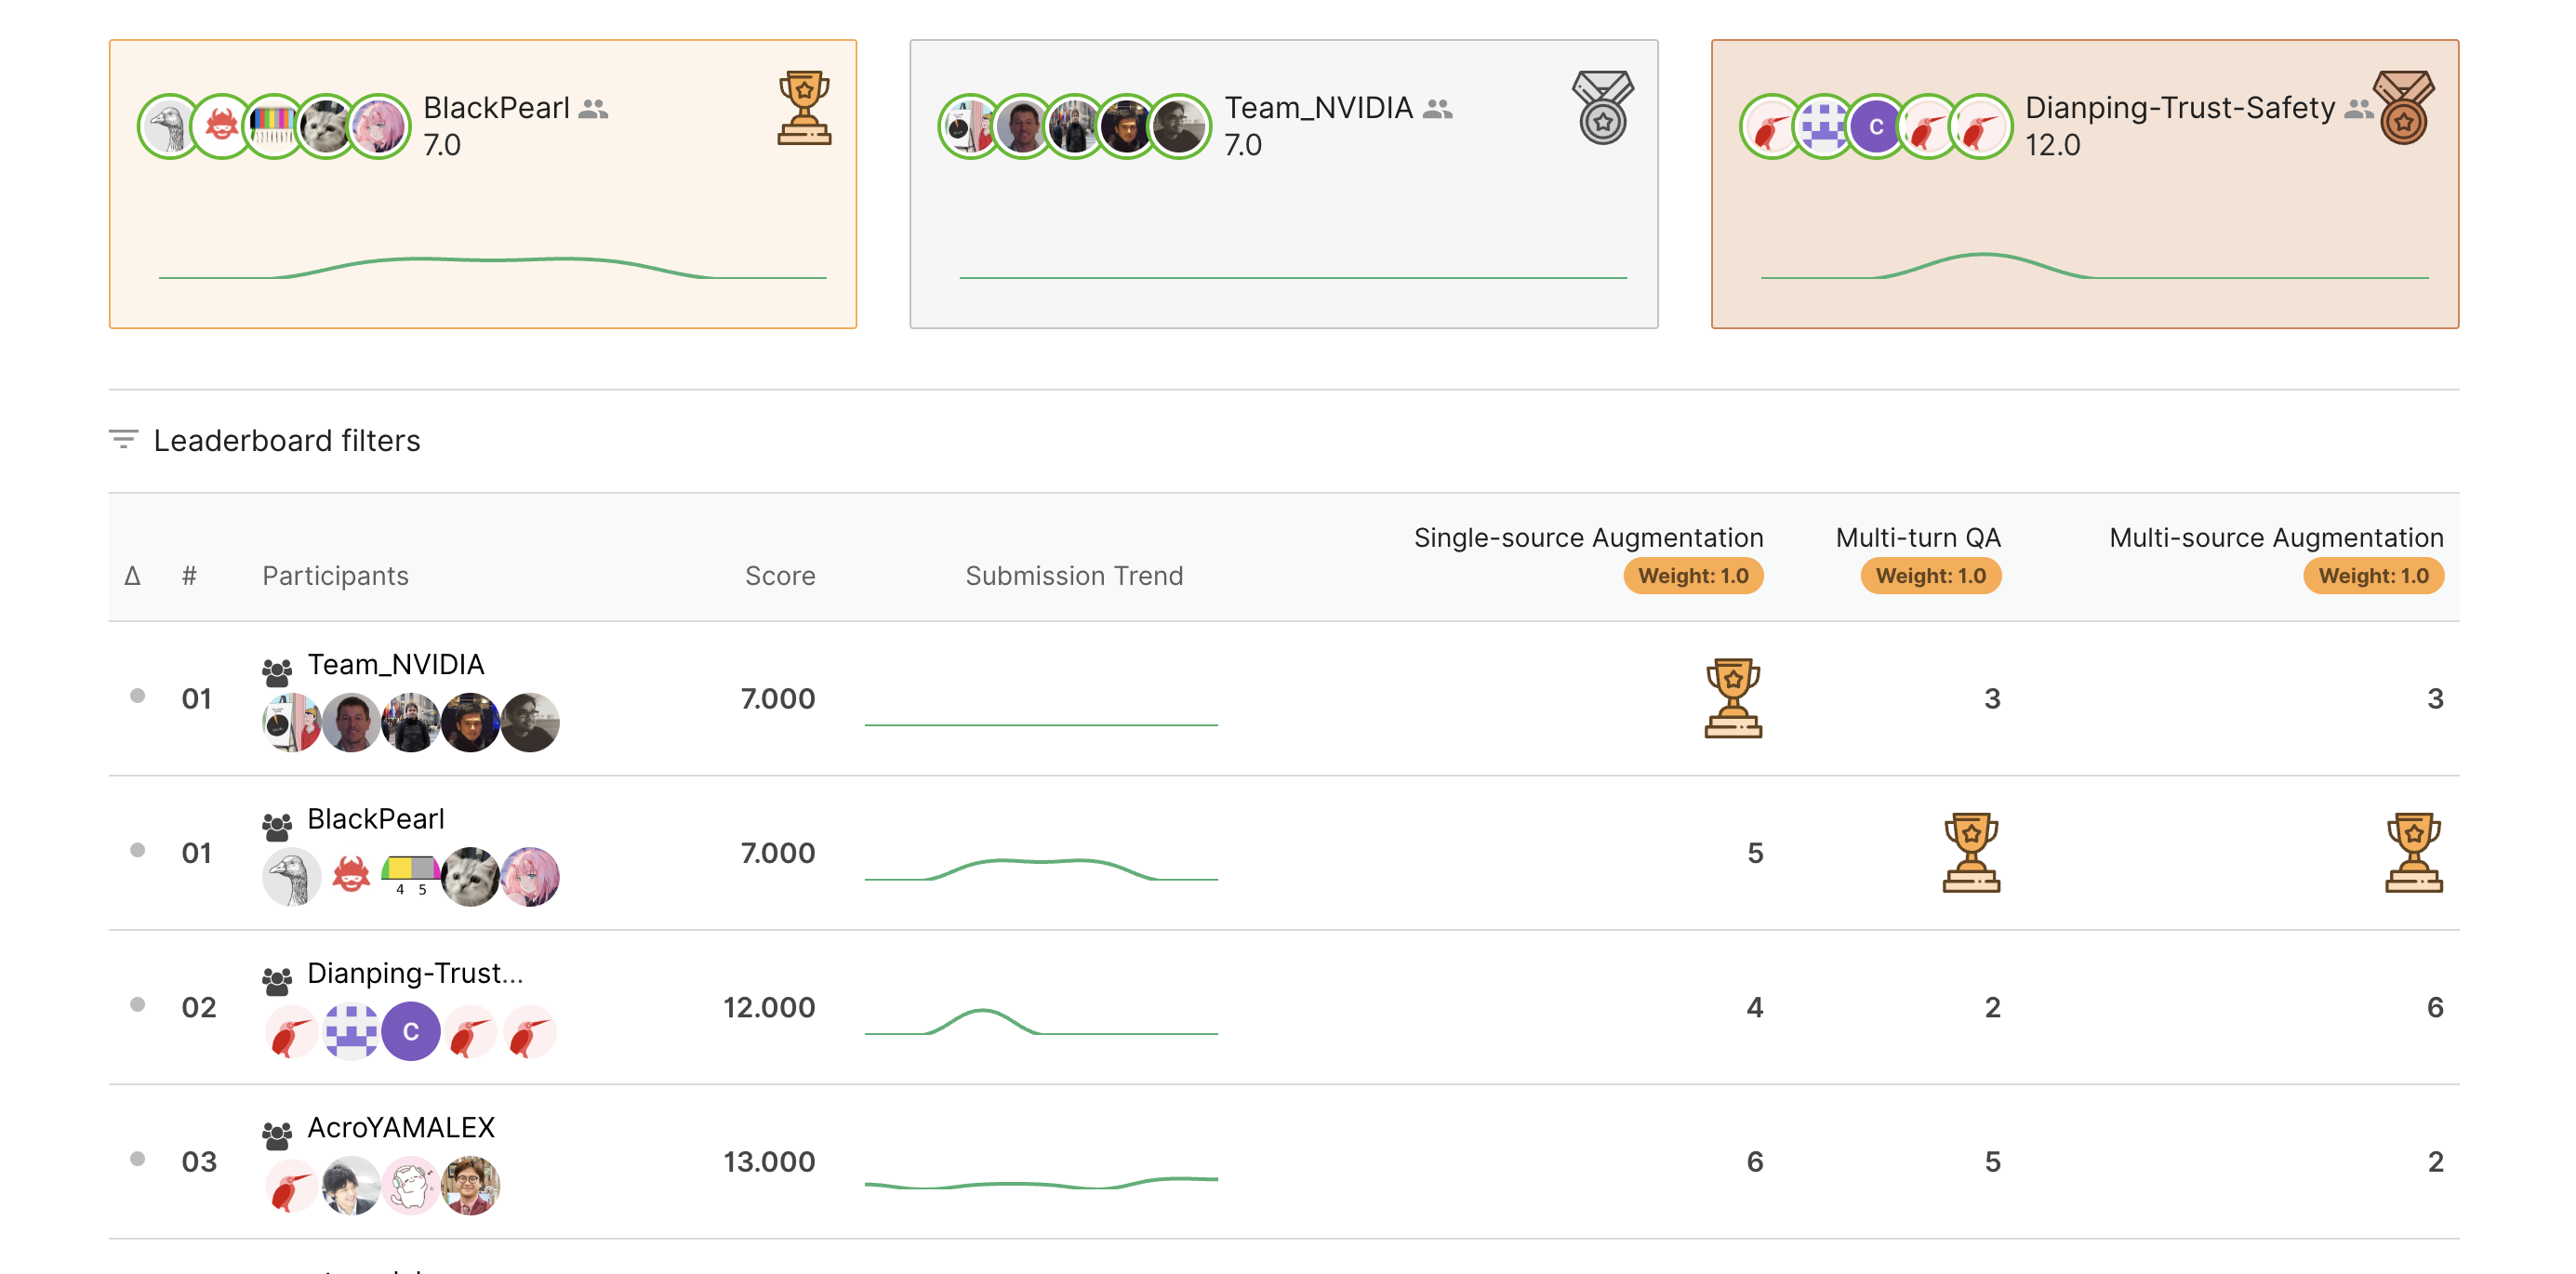 BlackPearl
7.0
Team_NVIDIA
7.0
C
Dianping-Trust-Safety
12.0
Leaderboard filters
Δ # Participants Score Submission Trend Single-source Augmentation Weight: 1.0 Multi-turn QA Weight: 1.0 Multi-source Augmentation Weight: 1.0
Team_NVIDIA
01 7.000 3 3
BlackPearl
01 7.000 5
4 5
Dianping-Trust...
02 12.000 4 2 6
C
AcroYAMALEX
03 13.000 6 5 2